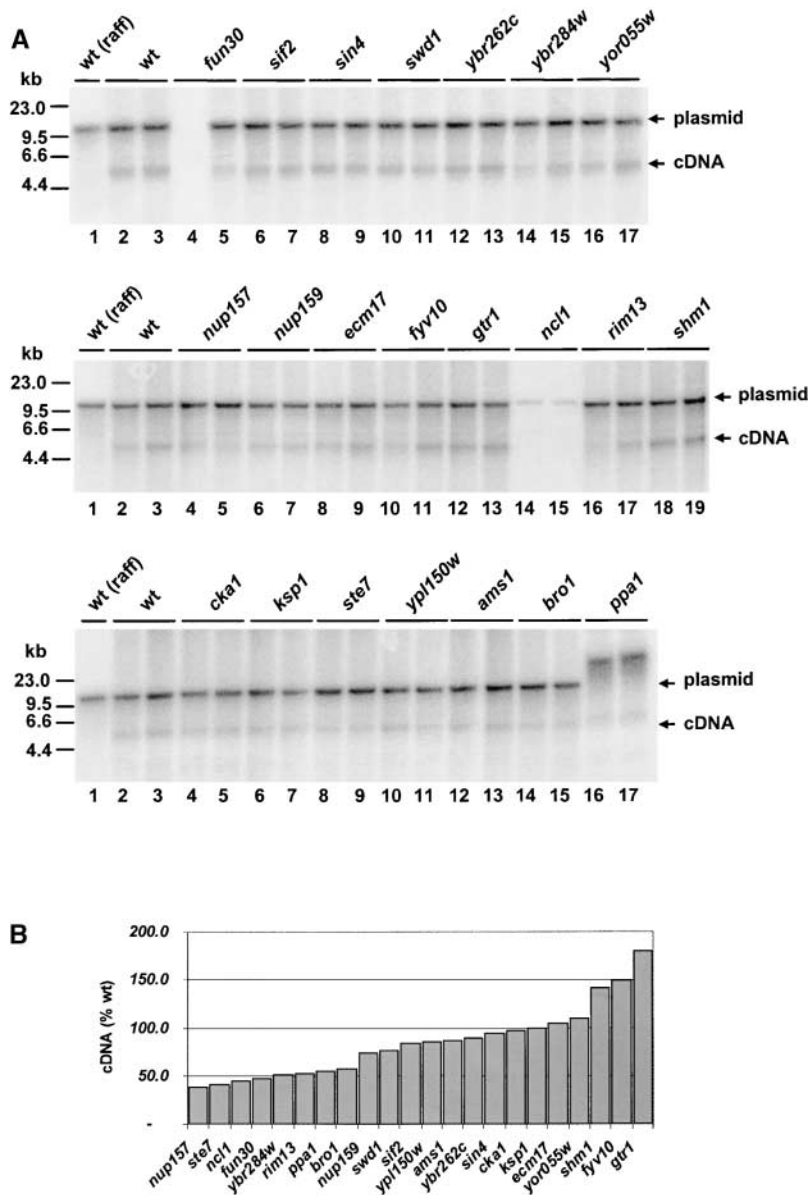 A
wt (raff) wt fun30 sif2 sin4 swd1 ybr262c ybr284w yor055w
kb
23.0
9.5
6.6
4.4
plasmid
cDNA
1 2 3 4 5 6 7 8 9 10 11 12 13 14 15 16 17
wt (raff) wt nup157 nup159 ecm17 fyv10 gtr1 ncl1 rim13 shm1
kb
23.0
9.5
6.6
4.4
plasmid
cDNA
1 2 3 4 5 6 7 8 9 10 11 12 13 14 15 16 17 18 19
wt (raff) wt cka1 ksp1 ste7 ypl150w ams1 bro1 ppa1
kb
23.0
9.5
6.6
4.4
plasmid
cDNA
1 2 3 4 5 6 7 8 9 10 11 12 13 14 15 16 17
B
cDNA (% wt)
200.0
150.0
100.0
50.0
-
nup157 ste7 ncl1 fun30 ybr284w rim13 ppa1 bro1 nup159 swd1 sif2 ypl150w ams1 ybr262c sin4 cka1 ksp1 ecm17 yor055w shm1 fyv10 gtr1